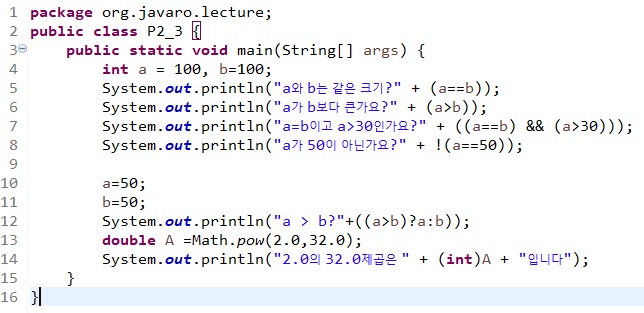 1 package org.javaro.lecture;
2 public class P2_3 {
3 public static void main(String[] args) {
4 int a = 100, b=100;
5 System.out.println("a와 b는 같은 크기?" + (a==b));
6 System.out.println("a가 b보다 큰가요?" + (a>b));
7 System.out.println("a=b이고 a>30인가요?" + ((a==b) && (a>30)));
8 System.out.println("a가 50이 아닌가요?" + !(a==50));
9
10 a=50;
11 b=50;
12 System.out.println("a > b?"+((a>b)?a:b));
13 double A =Math.pow(2.0,32.0);
14 System.out.println("2.0의 32.0제곱은 " + (int)A + "입니다");
15 }
16 }